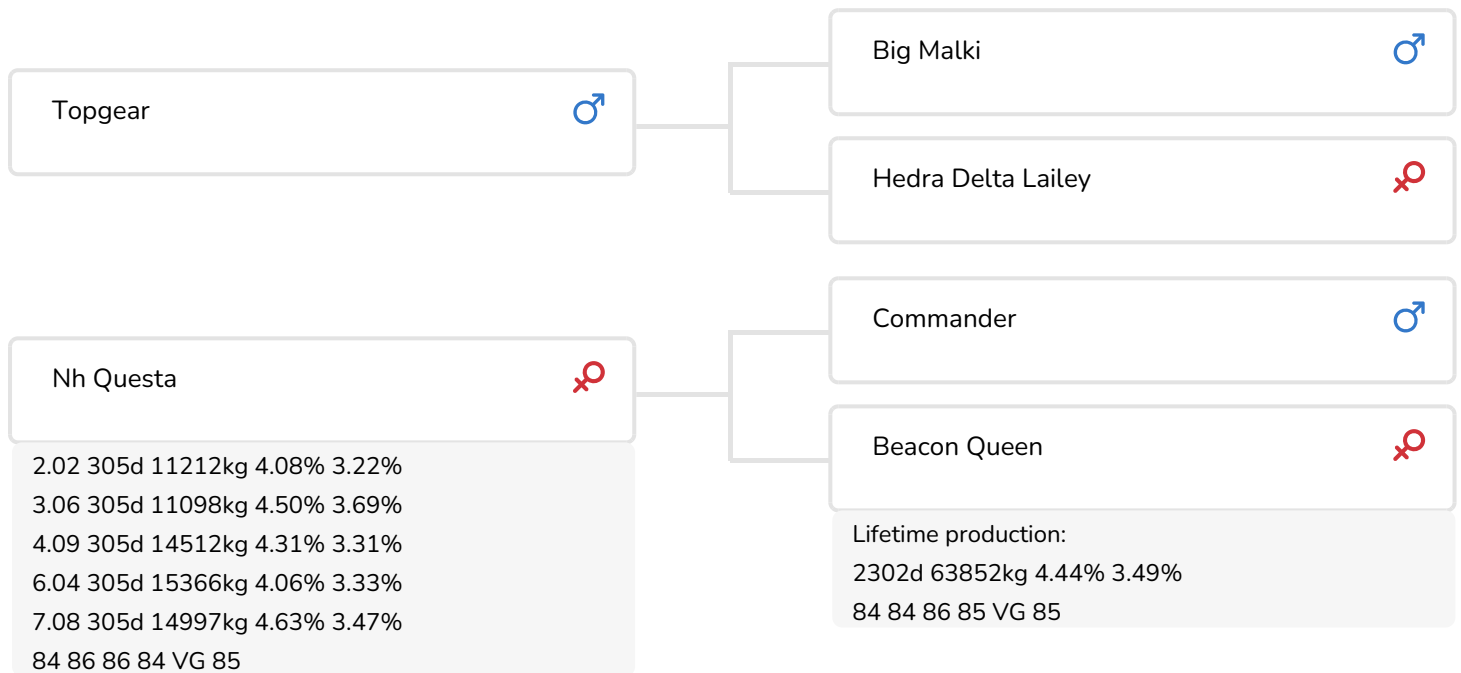 Topgear
Big Malki
Hedra Delta Lailey
Nh Questa
2.02 305d 11212kg 4.08% 3.22%
3.06 305d 11098kg 4.50% 3.69%
4.09 305d 14512kg 4.31% 3.31%
6.04 305d 15366kg 4.06% 3.33%
7.08 305d 14997kg 4.63% 3.47%
84 86 86 84 VG 85
Commander
Beacon Queen
Lifetime production:
2302d 63852kg 4.44% 3.49%
84 84 86 85 VG 85